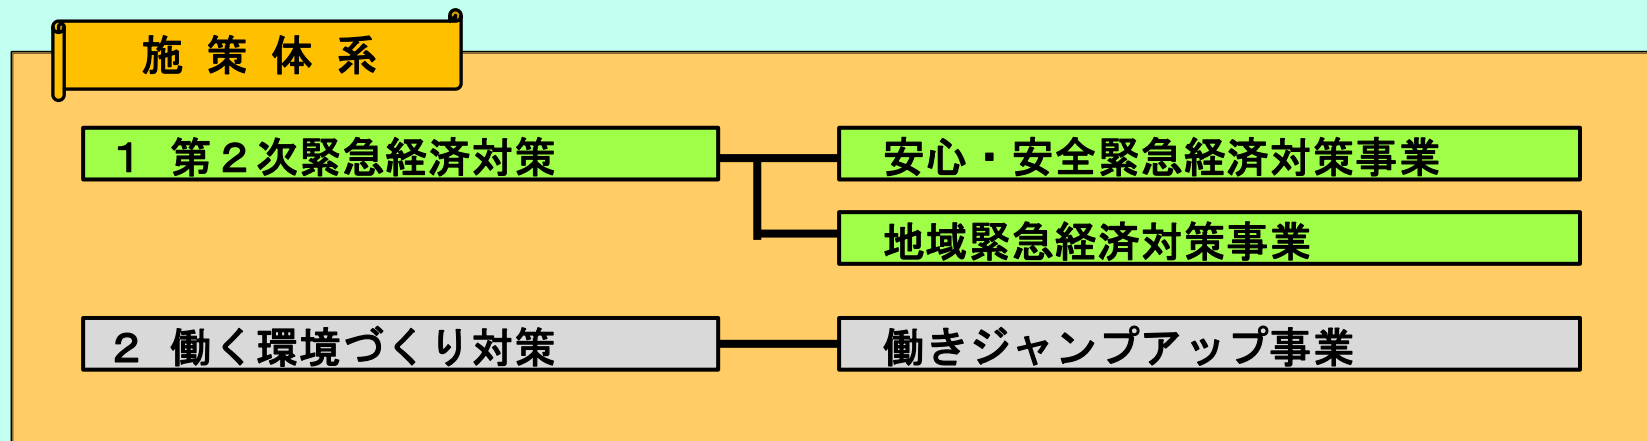 施策体系
1 第2次緊急経済対策
安心・安全緊急経済対策事業
地域緊急経済対策事業
2 働く環境づくり対策
働きジャンプアップ事業